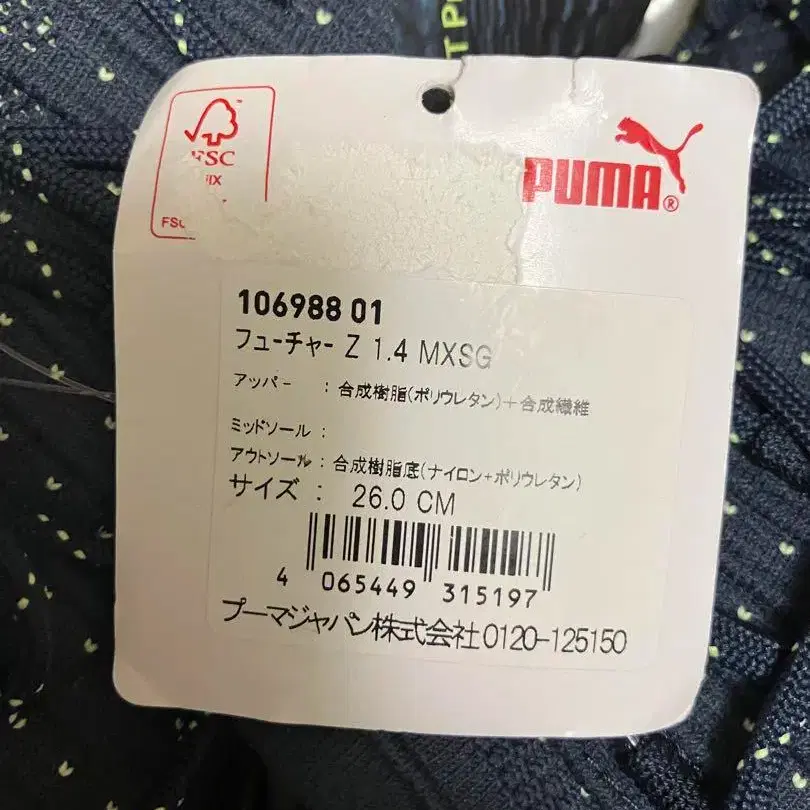 FSC
PUMA®
106988 01
フューチャー Z 1.4 MXSG
アッパー : 合成樹脂(ポリウレタン)+合成繊維
ミッドソール :
アウトソール : 合成樹脂底(ナイロン+ポリウレタン)
サイズ : 26.0 CM
4 065449 315197
プーマジャパン株式会社 0120-125150